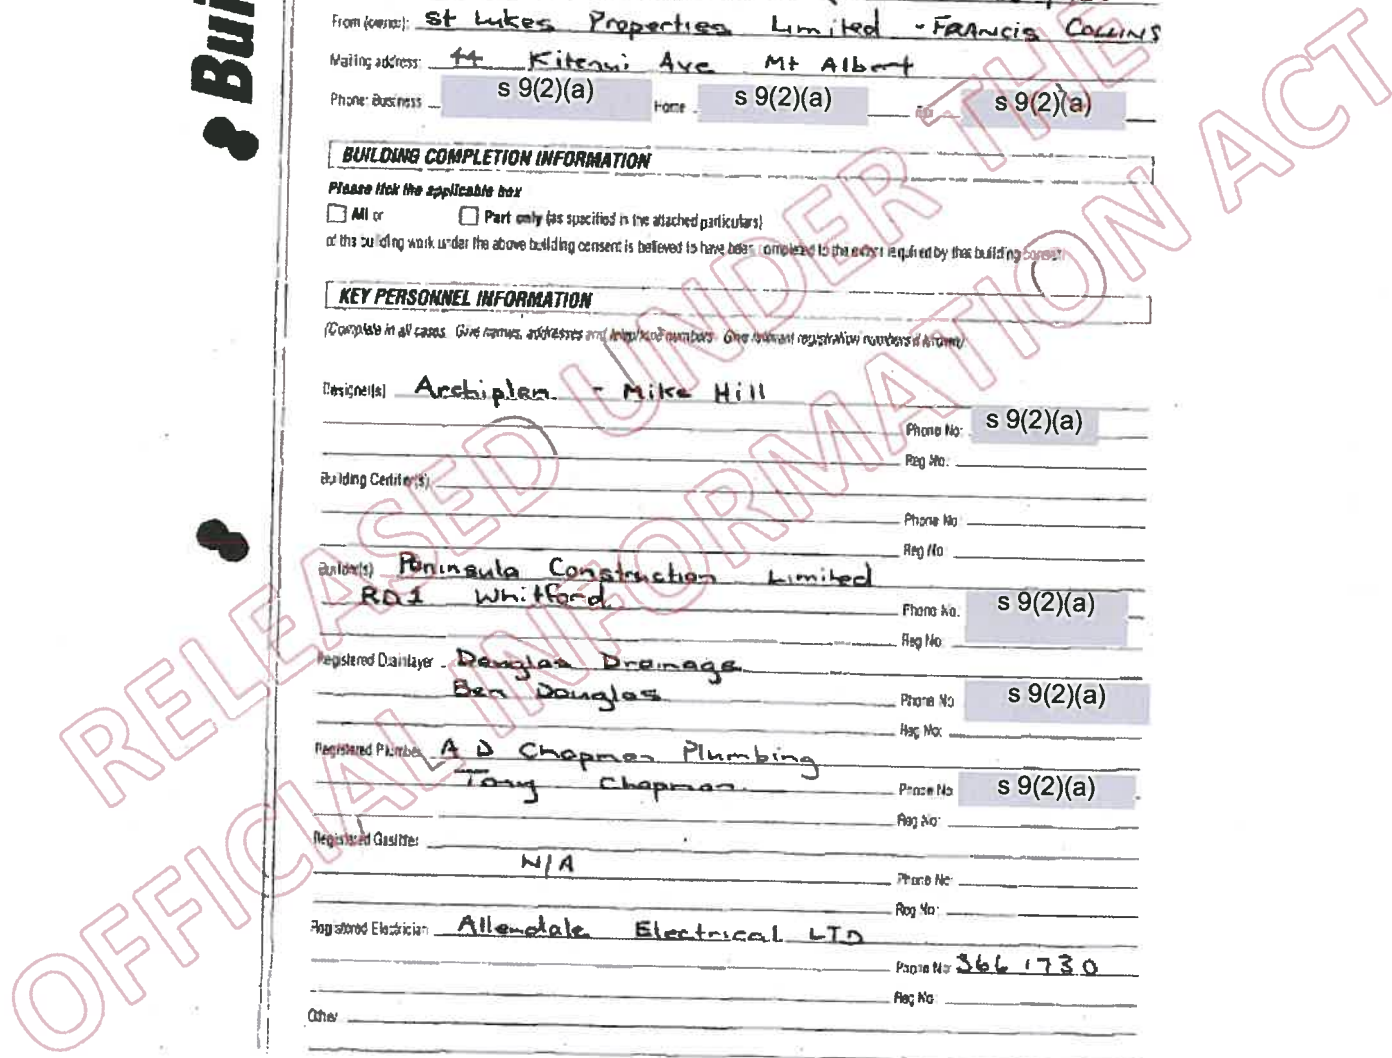 8 Buil
From (owner): St Lukes Properties Limited - FRANCIS COLLINS
Mailing address: 44 Kitenui Ave Mt Albert
Phone: Business s 9(2)(a) Home s 9(2)(a) s 9(2)(a)
BUILDING COMPLETION INFORMATION
Please tick the applicable box
All or Part only (as specified in the attached particulars)
of the building work under the above building consent is believed to have been completed to the extent required by that building consent
KEY PERSONNEL INFORMATION
(Complete in all cases. Give names, addresses and telephone numbers. Give relevant registration numbers if known)
Designer(s) Archiplan - Mike Hill
Phone No: s 9(2)(a)
Reg No:
Building Certifier(s)
Phone No:
Reg No:
Builder(s) Peninsula Construction Limited
RD1 Whitford
Phone No. s 9(2)(a)
Reg No:
Registered Drainlayer Douglas Drainage
Ben Douglas
Phone No s 9(2)(a)
Reg No:
Registered Plumber A D Chapman Plumbing
Tony Chapman
Phone No s 9(2)(a)
Reg No:
Registered Gasfitter
N/A
Phone No:
Reg No:
Registered Electrician Allendale Electrical LTD
Phone No: 366 1730
Reg No:
Other
RELEASED UNDER THE
OFFICIAL INFORMATION ACT